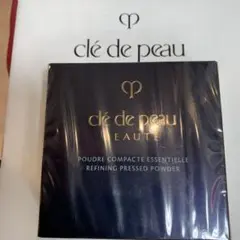 clé de peau
clé de peau
BEAUTÉ
POUDRE COMPACTE ESSENTIELLE
REFINING PRESSED POWDER